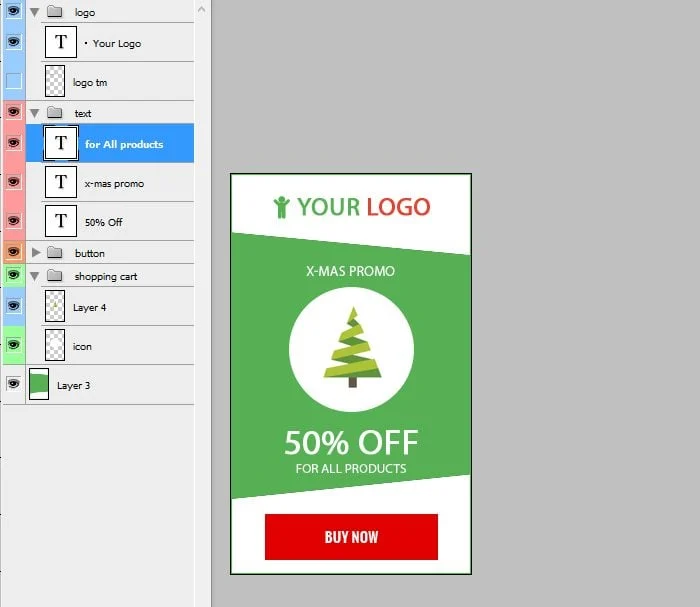 logo
T • Your Logo
logo tm
text
T for All products
T x-mas promo
T 50% Off
button
shopping cart
Layer 4
icon
Layer 3
YOUR LOGO
X-MAS PROMO
50% OFF
FOR ALL PRODUCTS
BUY NOW